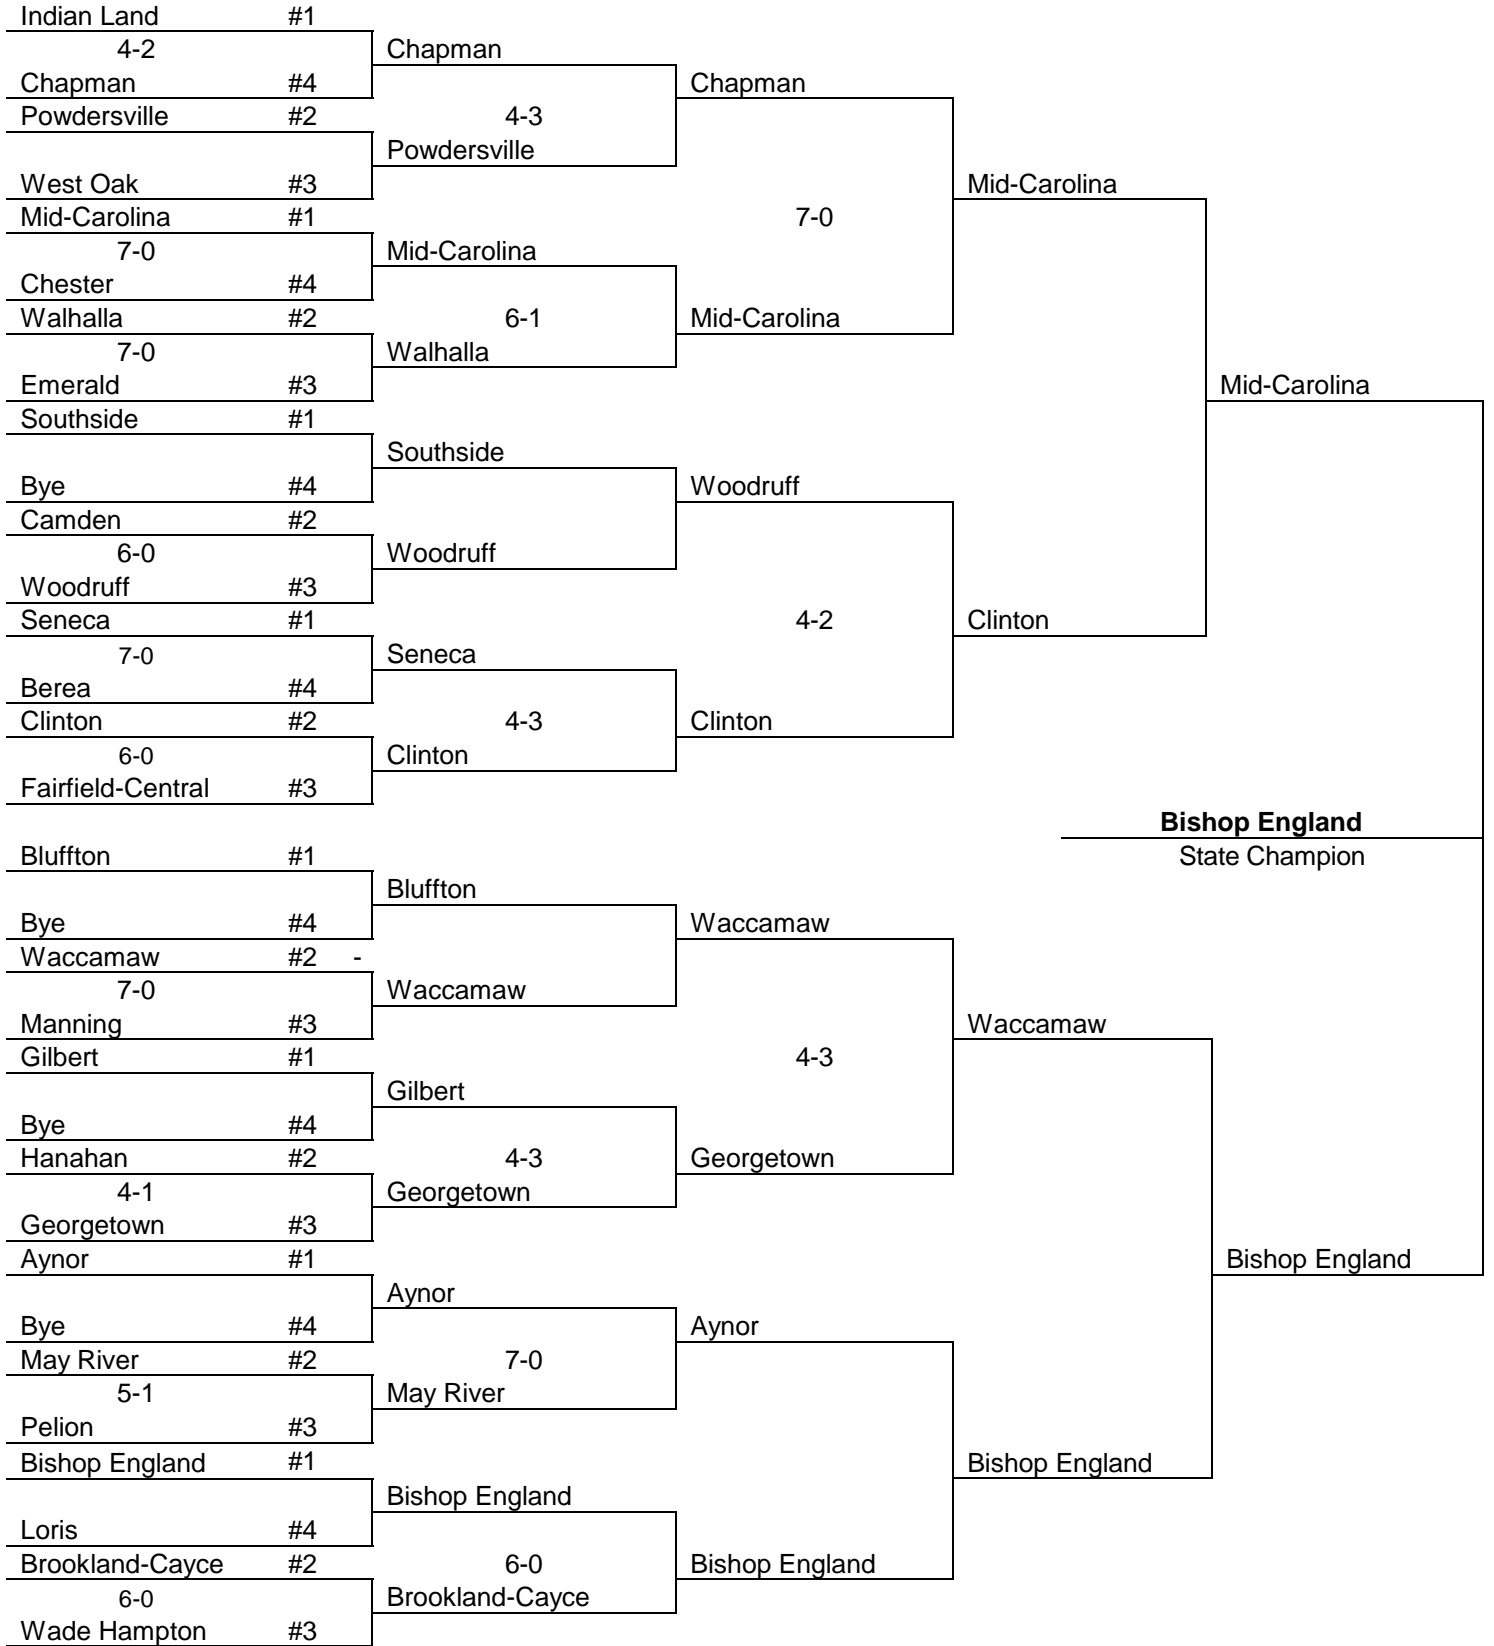 Indian Land #1
4-2 Chapman
Chapman #4 Chapman
Powdersville #2 4-3
Powdersville
West Oak #3 Mid-Carolina
Mid-Carolina #1 7-0
7-0 Mid-Carolina
Chester #4
Walhalla #2 6-1 Mid-Carolina
7-0 Walhalla
Emerald #3 Mid-Carolina
Southside #1
Southside
Bye #4 Woodruff
Camden #2
6-0 Woodruff
Woodruff #3
Seneca #1 4-2 Clinton
7-0 Seneca
Berea #4
Clinton #2 4-3 Clinton
6-0 Clinton
Fairfield-Central #3
Bishop England
Bluffton #1 State Champion
Bluffton
Bye #4 Waccamaw
Waccamaw #2 -
7-0 Waccamaw
Manning #3 Waccamaw
Gilbert #1 4-3
Gilbert
Bye #4
Hanahan #2 4-3 Georgetown
4-1 Georgetown
Georgetown #3
Aynor #1 Bishop England
Aynor
Bye #4 Aynor
May River #2 7-0
5-1 May River
Pelion #3
Bishop England #1 Bishop England
Bishop England
Loris #4
Brookland-Cayce #2 6-0 Bishop England
6-0 Brookland-Cayce
Wade Hampton #3